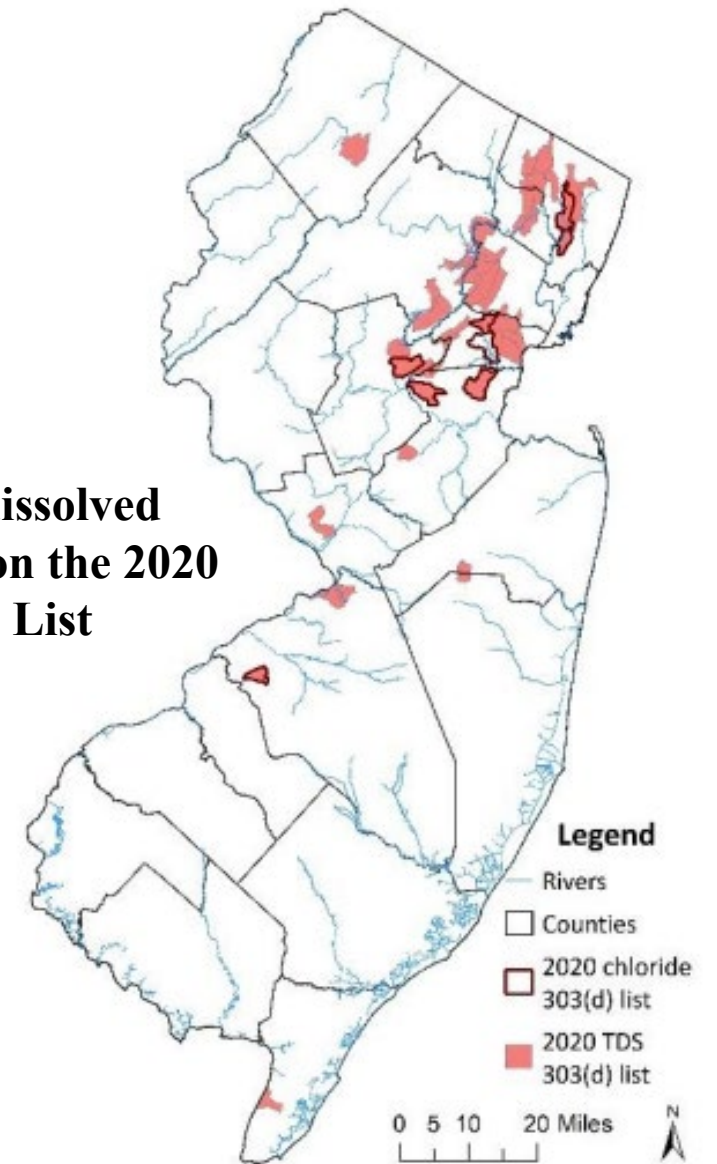 issolved
on the 2020
List
Legend
Rivers
Counties
2020 chloride
303(d) list
2020 TDS
303(d) list
0 5 10 20 Miles
N